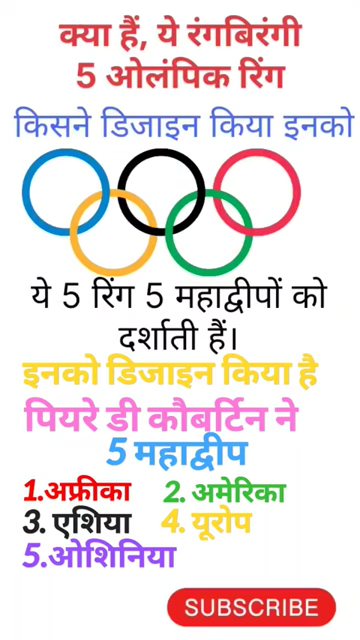 क्या हैं, ये रंगबिरंगी
5 ओलंपिक रिंग
किसने डिजाइन किया इनको
ये 5 रिंग 5 महाद्वीपों को
दर्शाती हैं।
इनको डिजाइन किया है
पियरे डी कौबर्टिन ने
5 महाद्वीप
1.अफ्रीका 2. अमेरिका
3. एशिया 4. यूरोप
5.ओशिनिया
SUBSCRIBE